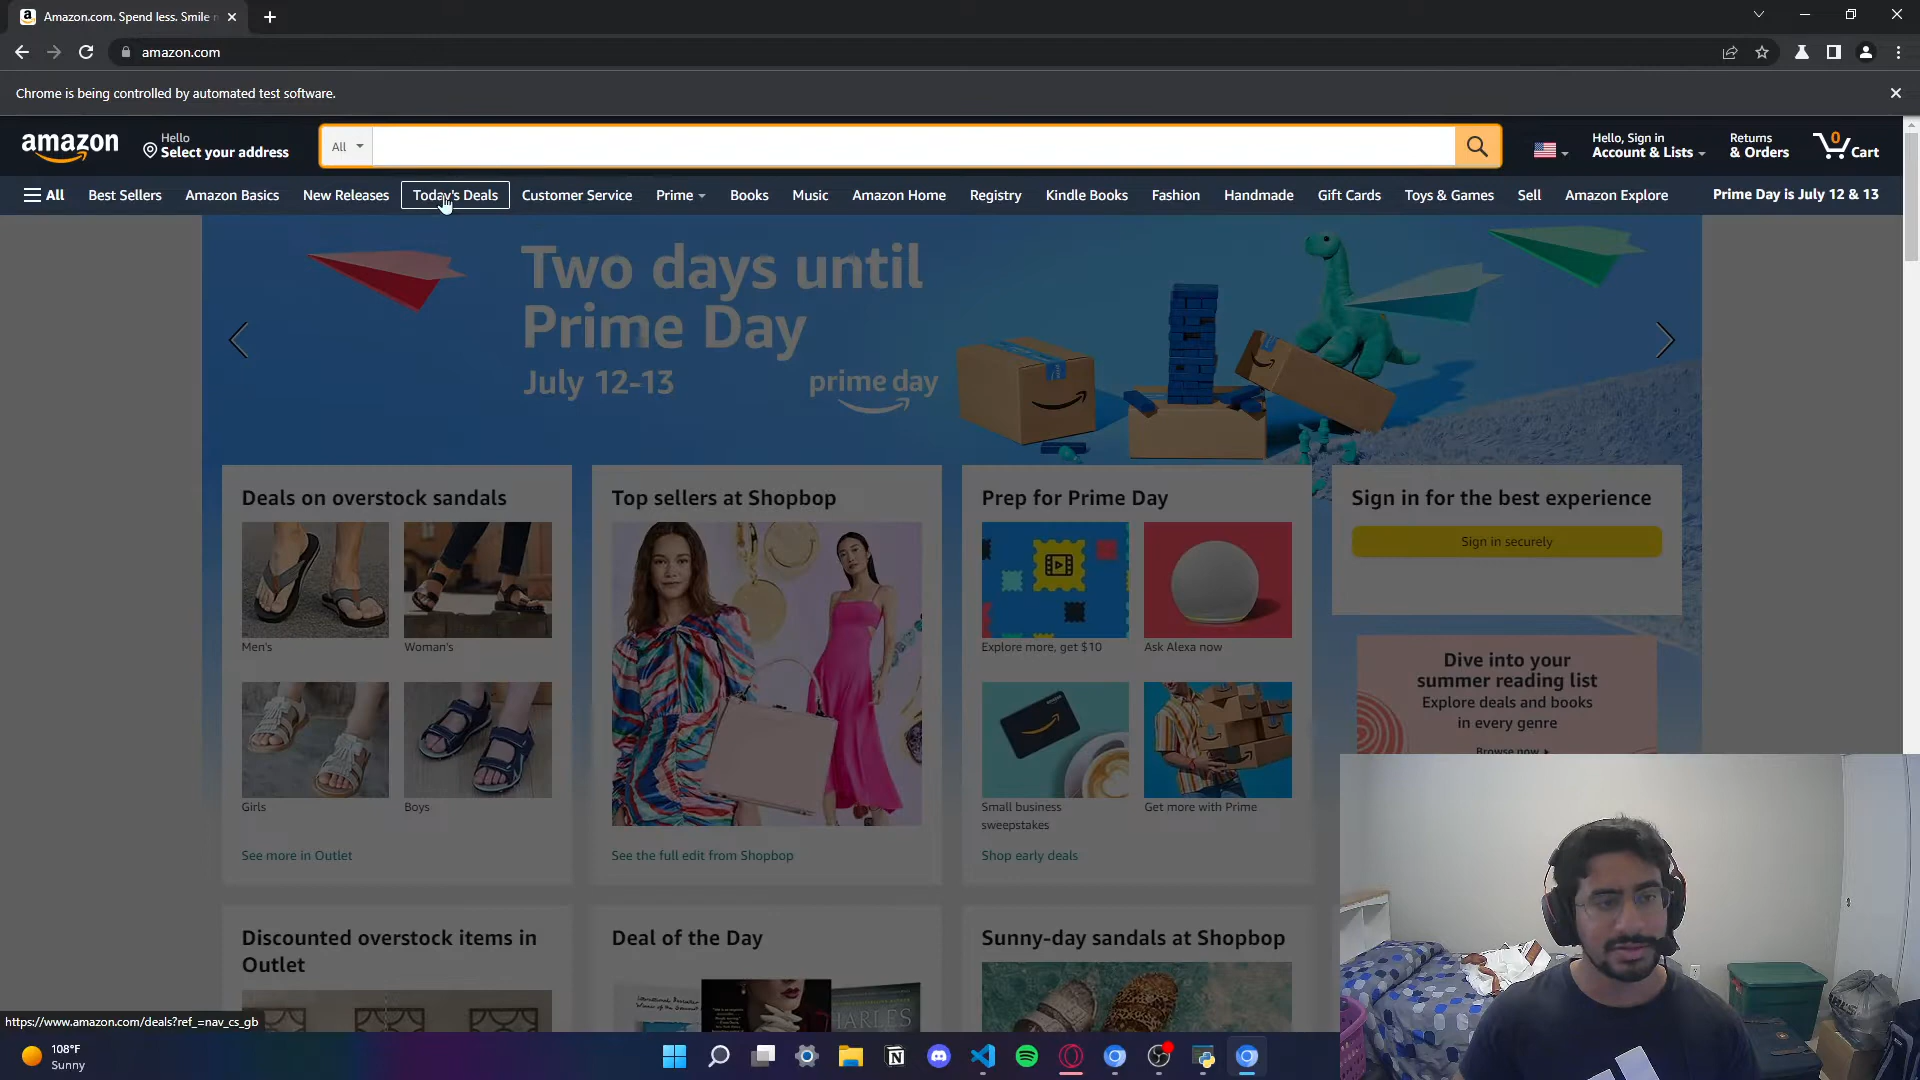 Amazon.com. Spend less. Smile
amazon.com
Chrome is being controlled by automated test software.
amazon
Hello
Select your address
All
Hello, Sign in
Account & Lists
Returns
& Orders
0
Cart
All
Best Sellers
Amazon Basics
New Releases
Today's Deals
Customer Service
Prime
Books
Music
Amazon Home
Registry
Kindle Books
Fashion
Handmade
Gift Cards
Toys & Games
Sell
Amazon Explore
Prime Day is July 12 & 13
Two days until
Prime Day
July 12-13
prime day
Deals on overstock sandals
Men's
Woman's
Girls
Boys
See more in Outlet
Top sellers at Shopbop
See the full edit from Shopbop
Prep for Prime Day
Explore more, get $10
Ask Alexa now
Small business
sweepstakes
Get more with Prime
Shop early deals
Sign in for the best experience
Sign in securely
Dive into your
summer reading list
Explore deals and books
in every genre
Browse now
Discounted overstock items in
Outlet
Deal of the Day
Sunny-day sandals at Shopbop
https://www.amazon.com/deals?ref_=nav_cs_gb
108°F
Sunny